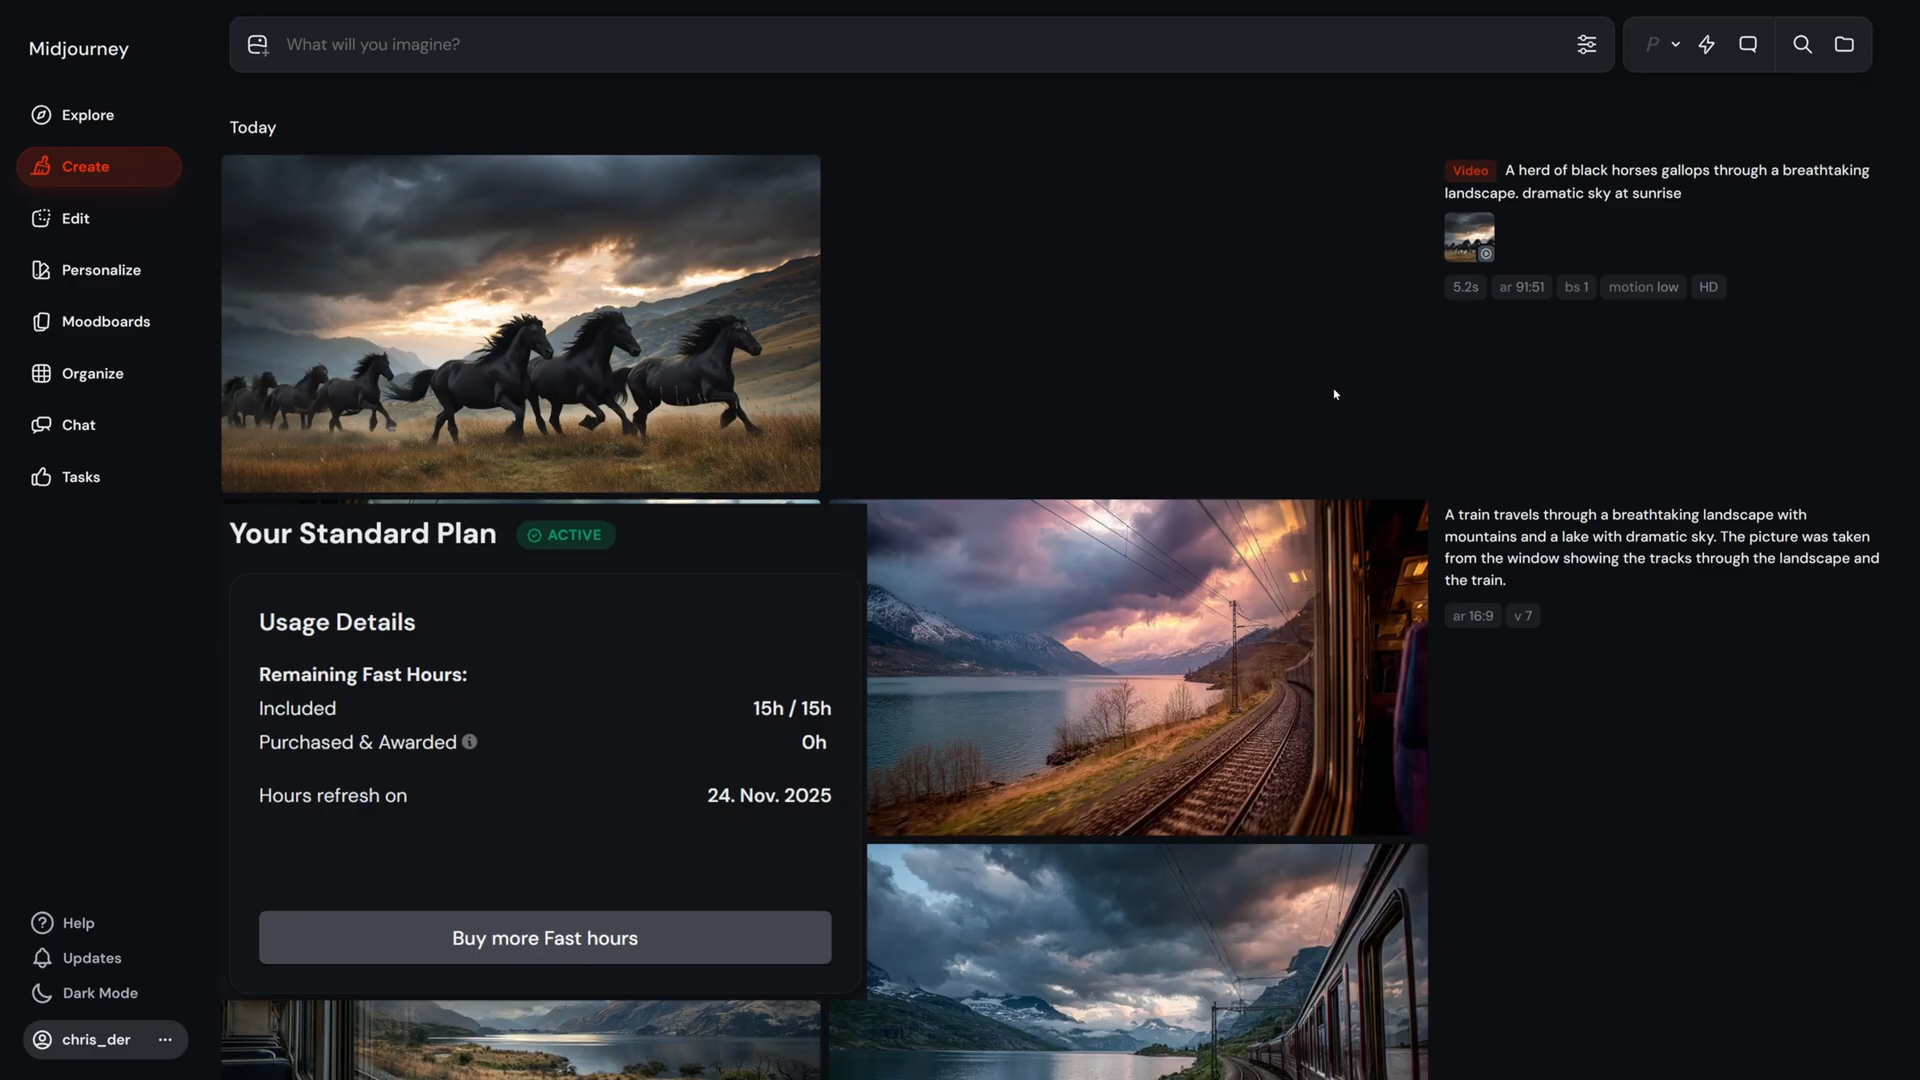 Midjourney
What will you imagine?
P
Explore
Create
Edit
Personalize
Moodboards
Organize
Chat
Tasks
Help
Updates
Dark Mode
chris_der
Today
Video A herd of black horses gallops through a breathtaking
landscape. dramatic sky at sunrise
5.2s ar 91:51 bs 1 motion low HD
Your Standard Plan ACTIVE
Usage Details
Remaining Fast Hours:
Included 15h / 15h
Purchased & Awarded 0h
Hours refresh on 24. Nov. 2025
Buy more Fast hours
A train travels through a breathtaking landscape with
mountains and a lake with dramatic sky. The picture was taken
from the window showing the tracks through the landscape and
the train.
ar 16:9 v 7